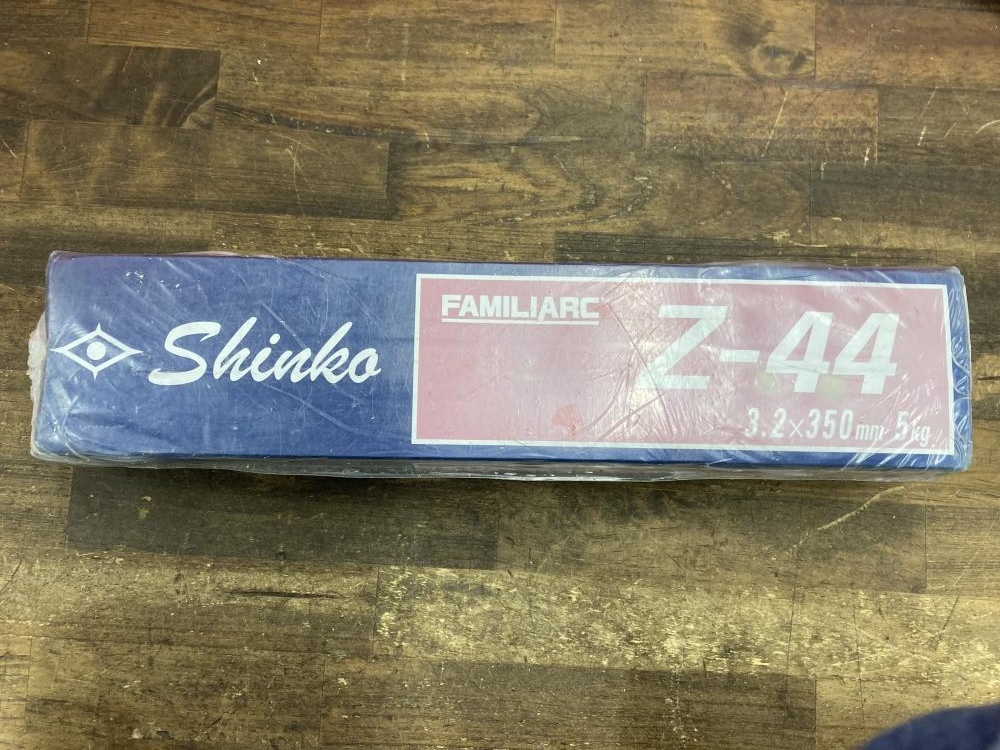 Shinko
FAMILIARC
Z-44
3.2×350mm 5kg